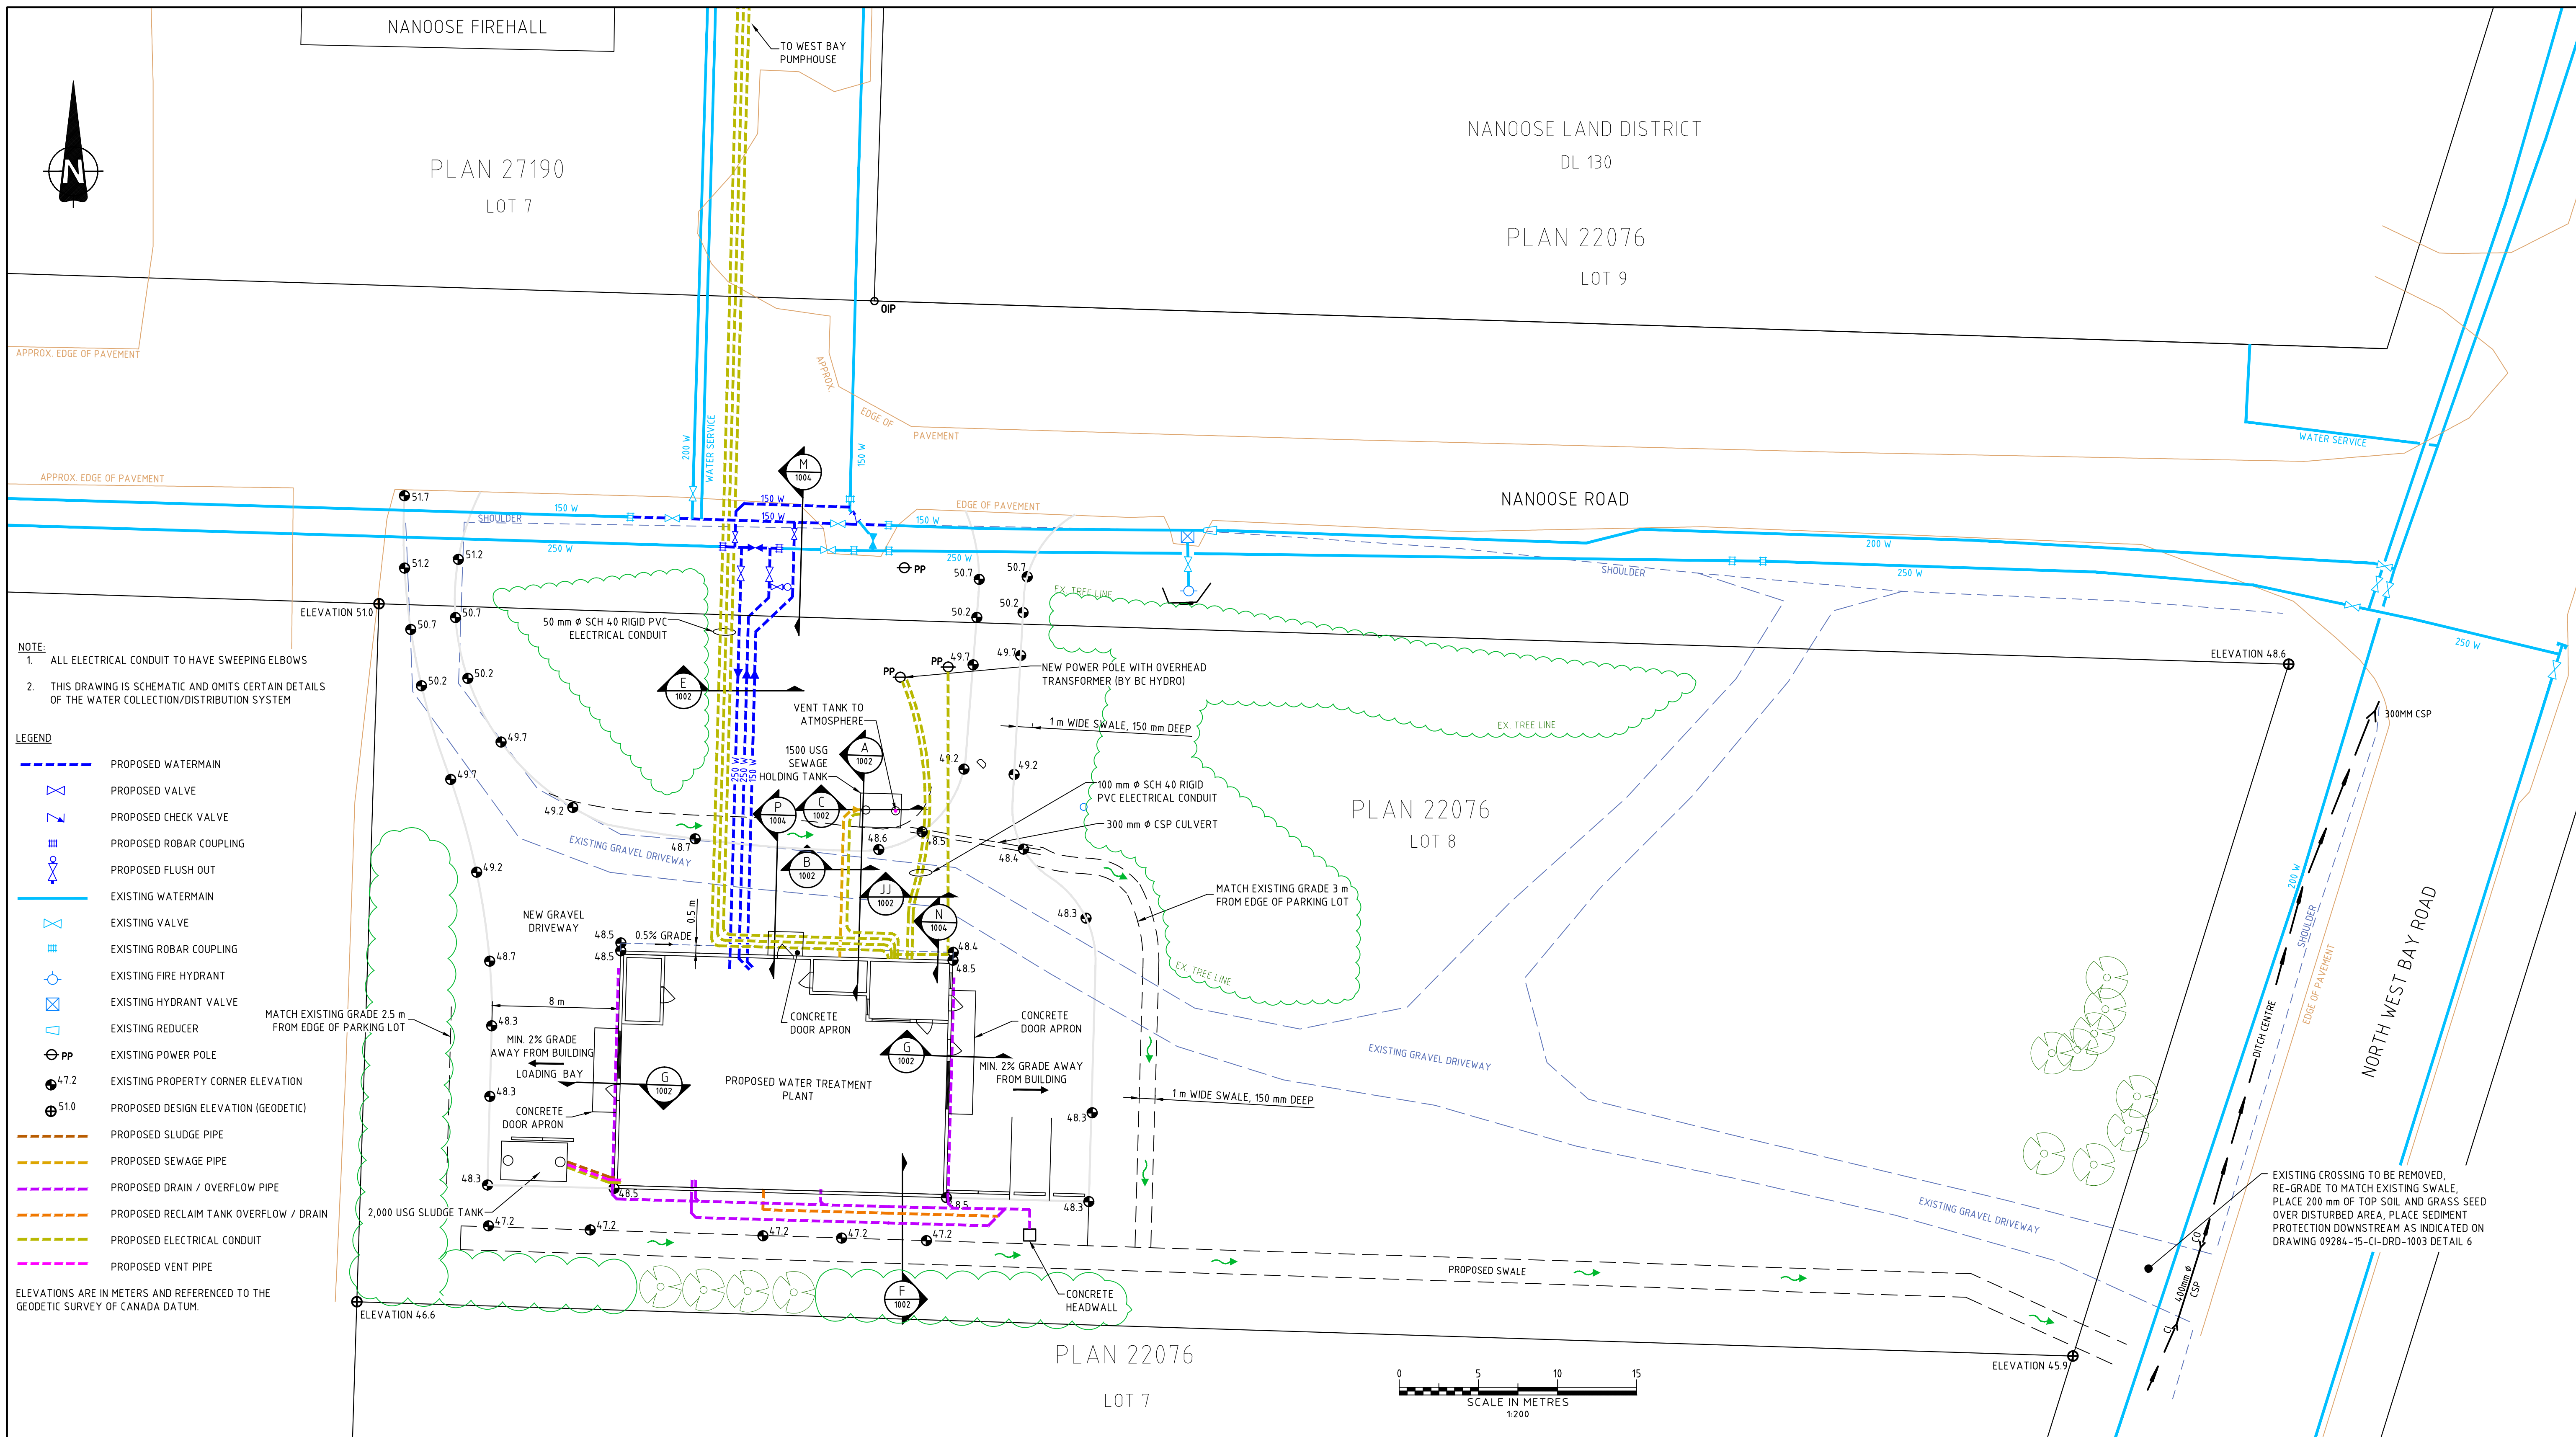 NANOOSE FIREHALL
TO WEST BAY
PUMPHOUSE
N
PLAN 27190
LOT 7
NANOOSE LAND DISTRICT
DL 130
PLAN 22076
LOT 9
OIP
APPROX. EDGE OF PAVEMENT
APPROX.
EDGE OF
PAVEMENT
200 W
WATER SERVICE
150 W
WATER SERVICE
APPROX. EDGE OF PAVEMENT
M
1004
NANOOSE ROAD
51.7
150 W
SHOULDER
150 W
150 W
EDGE OF PAVEMENT
150 W
250 W
250 W
200 W
250 W
SHOULDER
250 W
51.2
51.2
PP
50.7
50.7
EX. TREE LINE
ELEVATION 51.0
50.7
50.7
50.2
50.2
50 mm Φ SCH 40 RIGID PVC
ELECTRICAL CONDUIT
ELEVATION 48.6
NOTE:
1. ALL ELECTRICAL CONDUIT TO HAVE SWEEPING ELBOWS
2. THIS DRAWING IS SCHEMATIC AND OMITS CERTAIN DETAILS
OF THE WATER COLLECTION/DISTRIBUTION SYSTEM
50.2
50.2
E
1002
PP
PP
49.7
49.7
NEW POWER POLE WITH OVERHEAD
TRANSFORMER (BY BC HYDRO)
VENT TANK TO
ATMOSPHERE
1 m WIDE SWALE, 150 mm DEEP
EX. TREE LINE
300MM CSP
LEGEND
PROPOSED WATERMAIN
PROPOSED VALVE
PROPOSED CHECK VALVE
PROPOSED ROBAR COUPLING
PROPOSED FLUSH OUT
EXISTING WATERMAIN
EXISTING VALVE
EXISTING ROBAR COUPLING
EXISTING FIRE HYDRANT
EXISTING HYDRANT VALVE
EXISTING REDUCER
PP EXISTING POWER POLE
47.2 EXISTING PROPERTY CORNER ELEVATION
51.0 PROPOSED DESIGN ELEVATION (GEODETIC)
PROPOSED SLUDGE PIPE
PROPOSED SEWAGE PIPE
PROPOSED DRAIN / OVERFLOW PIPE
PROPOSED RECLAIM TANK OVERFLOW / DRAIN
PROPOSED ELECTRICAL CONDUIT
PROPOSED VENT PIPE
ELEVATIONS ARE IN METERS AND REFERENCED TO THE
GEODETIC SURVEY OF CANADA DATUM.
49.7
49.7
49.2
1500 USG
SEWAGE
HOLDING TANK
A
1002
250 W
250 W
150 W
49.2
49.2
100 mm Φ SCH 40 RIGID
PVC ELECTRICAL CONDUIT
300 mm Φ CSP CULVERT
P
1004
C
1002
48.7
48.6
48.5
48.4
EXISTING GRAVEL DRIVEWAY
B
1002
JJ
1002
N
1004
49.2
PLAN 22076
LOT 8
MATCH EXISTING GRADE 3 m
FROM EDGE OF PARKING LOT
200 W
SHOULDER
EDGE OF PAVEMENT
DITCH CENTRE
NORTH WEST BAY ROAD
NEW GRAVEL
DRIVEWAY
48.5
0.5% GRADE
0.5 m
48.5
48.4
48.5
48.3
48.7
EX. TREE LINE
8 m
MATCH EXISTING GRADE 2.5 m
FROM EDGE OF PARKING LOT
48.3
CONCRETE
DOOR APRON
CONCRETE
DOOR APRON
MIN. 2% GRADE
AWAY FROM BUILDING
LOADING BAY
G
1002
G
1002
PROPOSED WATER TREATMENT
PLANT
MIN. 2% GRADE AWAY
FROM BUILDING
EXISTING GRAVEL DRIVEWAY
48.3
CONCRETE
DOOR APRON
48.3
1 m WIDE SWALE, 150 mm DEEP
48.3
48.5
48.5
48.3
2,000 USG SLUDGE TANK
47.2
47.2
47.2
47.2
47.2
EXISTING GRAVEL DRIVEWAY
EXISTING CROSSING TO BE REMOVED,
RE-GRADE TO MATCH EXISTING SWALE,
PLACE 200 mm OF TOP SOIL AND GRASS SEED
OVER DISTURBED AREA, PLACE SEDIMENT
PROTECTION DOWNSTREAM AS INDICATED ON
DRAWING 09284-15-CI-DRD-1003 DETAIL 6
PROPOSED SWALE
CO
400mm Φ
CSP
CL
F
1002
CONCRETE
HEADWALL
ELEVATION 46.6
ELEVATION 45.9
PLAN 22076
LOT 7
0 5 10 15
SCALE IN METRES
1:200